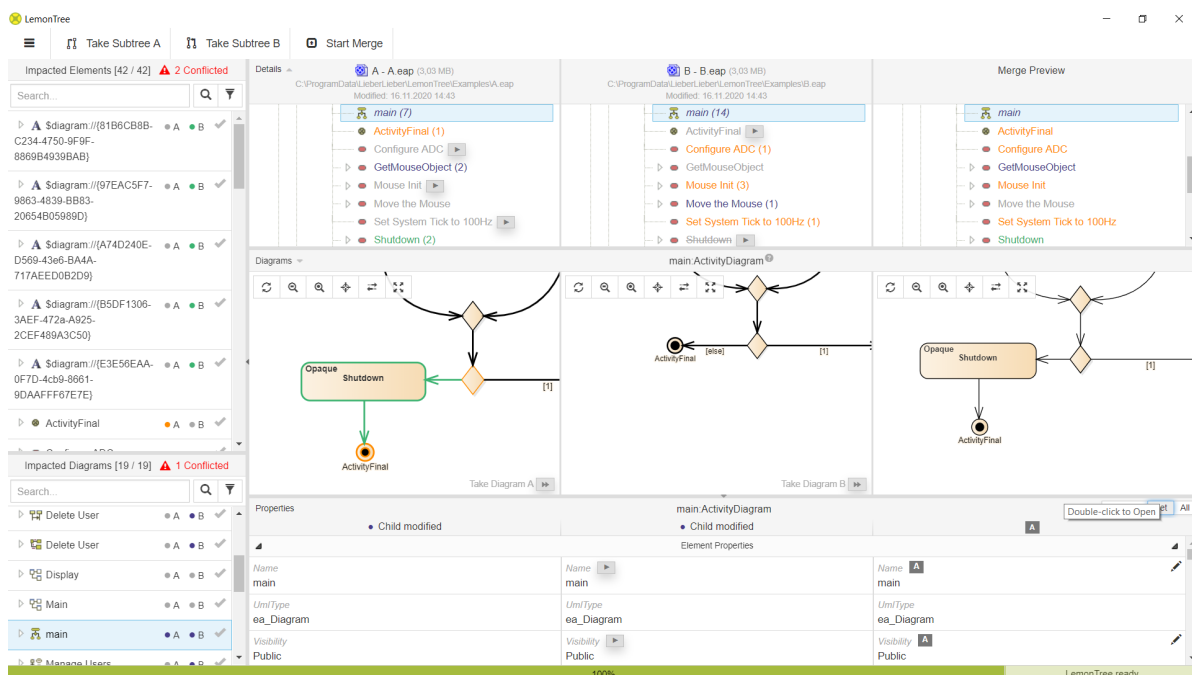 LemonTree
Take Subtree A
Take Subtree B
Start Merge
Impacted Elements [42 / 42] 2 Conflicted
Search...
$diagram://{81B6CB8B-
C234-4750-9F9F-
8869B4939BAB}
A B
$diagram://{97EAC5F7-
9863-4839-BB83-
20654B05989D}
A B
$diagram://{A74D240E-
D569-43e6-BA4A-
717AEED0B2D9}
A B
$diagram://{B5DF1306-
3AEF-472a-A925-
2CEF489A3C50}
A B
$diagram://{E3E56EAA-
0F7D-4cb9-8661-
9DAAFFF67E7E}
A B
ActivityFinal A B
Impacted Diagrams [19 / 19] 1 Conflicted
Search...
Delete User A B
Delete User A B
Display A B
Main A B
main A B
Manage Users A B
Details
A - A.eap (3,03 MB)
C:\ProgramData\LieberLieber\LemonTree\Examples\A.eap
Modified: 16.11.2020 14:43
main (7)
ActivityFinal (1)
Configure ADC
GetMouseObject (2)
Mouse Init
Move the Mouse
Set System Tick to 100Hz
Shutdown (2)
B - B.eap (3,03 MB)
C:\ProgramData\LieberLieber\LemonTree\Examples\B.eap
Modified: 16.11.2020 14:43
main (14)
ActivityFinal
Configure ADC (1)
GetMouseObject
Mouse Init (3)
Move the Mouse (1)
Set System Tick to 100Hz (1)
Shutdown
Merge Preview
main
ActivityFinal
Configure ADC
GetMouseObject
Mouse Init
Move the Mouse
Set System Tick to 100Hz
Shutdown
Diagrams
main:ActivityDiagram
Opaque
Shutdown
[1]
ActivityFinal
Take Diagram A
[else]
[1]
ActivityFinal
Take Diagram B
Opaque
Shutdown
[1]
ActivityFinal
Properties
main:ActivityDiagram
Double-click to Open
All
Child modified
Child modified
A
Element Properties
Name
main
Name
main
Name A
main
UmlType
ea_Diagram
UmlType
ea_Diagram
UmlType
ea_Diagram
Visibility
Public
Visibility
Public
Visibility A
Public
100%
LemonTree ready